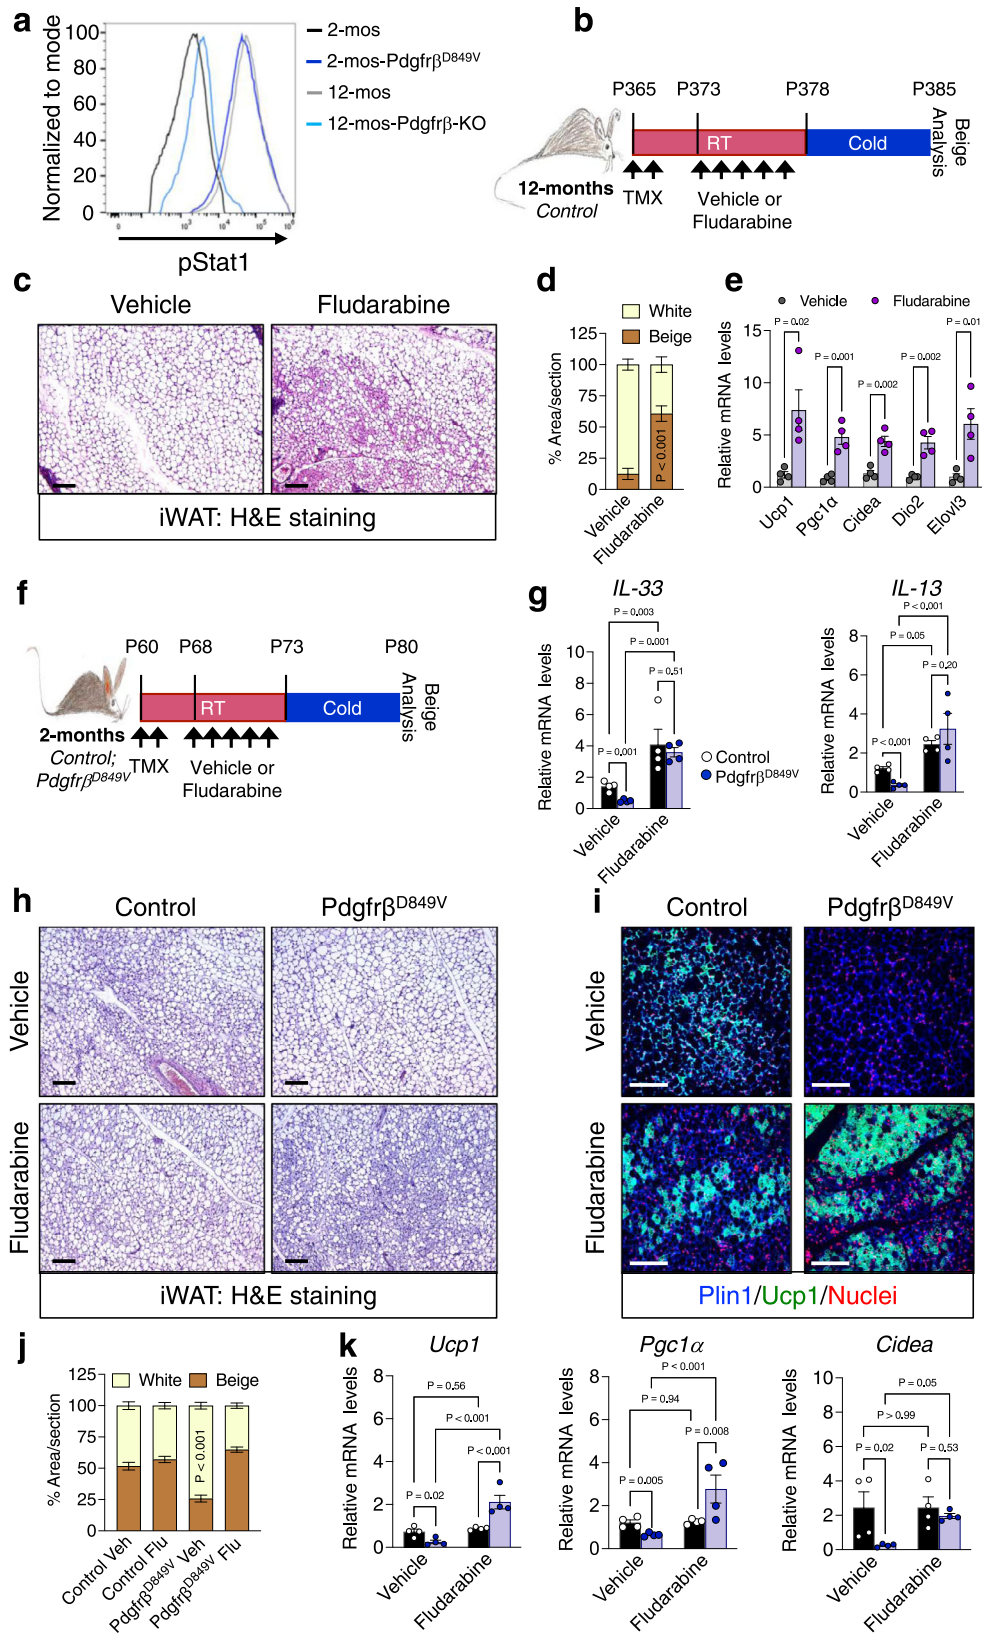 a
Normalized to mode
100
80
60
40
20
0
0
10³
10⁴
10⁵
10⁶
pStat1
2-mos
2-mos-Pdgfrβᴰ⁸⁴⁹ⱽ
12-mos
12-mos-Pdgfrβ-KO
b
P365 P373 P378 P385
RT Cold
Beige
Analysis
12-months
Control
TMX
Vehicle or
Fludarabine
c
Vehicle Fludarabine
iWAT: H&E staining
d
White
Beige
% Area/section
125
100
75
50
25
0
P < 0.001
Vehicle
Fludarabine
e
Vehicle Fludarabine
Relative mRNA levels
15
10
5
0
P = 0.02
P = 0.001
P = 0.002
P = 0.002
P = 0.01
Ucp1
Pgc1α
Cidea
Dio2
Elovl3
f
P60 P68 P73 P80
RT Cold
Beige
Analysis
2-months
Control;
Pdgfrβᴰ⁸⁴⁹ⱽ
TMX
Vehicle or
Fludarabine
g
IL-33
Relative mRNA levels
10
8
6
4
2
0
P = 0.003
P = 0.001
P = 0.51
P = 0.001
Vehicle
Fludarabine
Control
Pdgfrβᴰ⁸⁴⁹ⱽ
IL-13
Relative mRNA levels
8
6
4
2
0
P < 0.001
P = 0.05
P = 0.20
P < 0.001
Vehicle
Fludarabine
h
Control Pdgfrβᴰ⁸⁴⁹ⱽ
Vehicle
Fludarabine
iWAT: H&E staining
i
Control Pdgfrβᴰ⁸⁴⁹ⱽ
Vehicle
Fludarabine
Plin1/Ucp1/Nuclei
j
White Beige
% Area/section
125
100
75
50
25
0
P < 0.001
Control Veh
Control Flu
Pdgfrβᴰ⁸⁴⁹ⱽ Veh
Pdgfrβᴰ⁸⁴⁹ⱽ Flu
k
Ucp1
Relative mRNA levels
8
6
4
2
0
P = 0.56
P < 0.001
P < 0.001
P = 0.02
Vehicle
Fludarabine
Pgc1α
Relative mRNA levels
8
6
4
2
0
P < 0.001
P = 0.94
P = 0.008
P = 0.005
Vehicle
Fludarabine
Cidea
Relative mRNA levels
10
8
6
4
2
0
P = 0.05
P > 0.99
P = 0.02
P = 0.53
Vehicle
Fludarabine